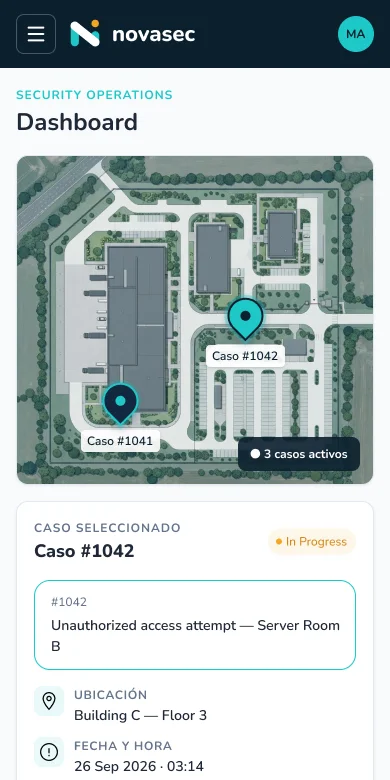 novasec
MA
SECURITY OPERATIONS
Dashboard
Caso #1042
Caso #1041
3 casos activos
CASO SELECCIONADO
Caso #1042
In Progress
#1042
Unauthorized access attempt — Server Room
B
UBICACIÓN
Building C — Floor 3
FECHA Y HORA
26 Sep 2026 · 03:14